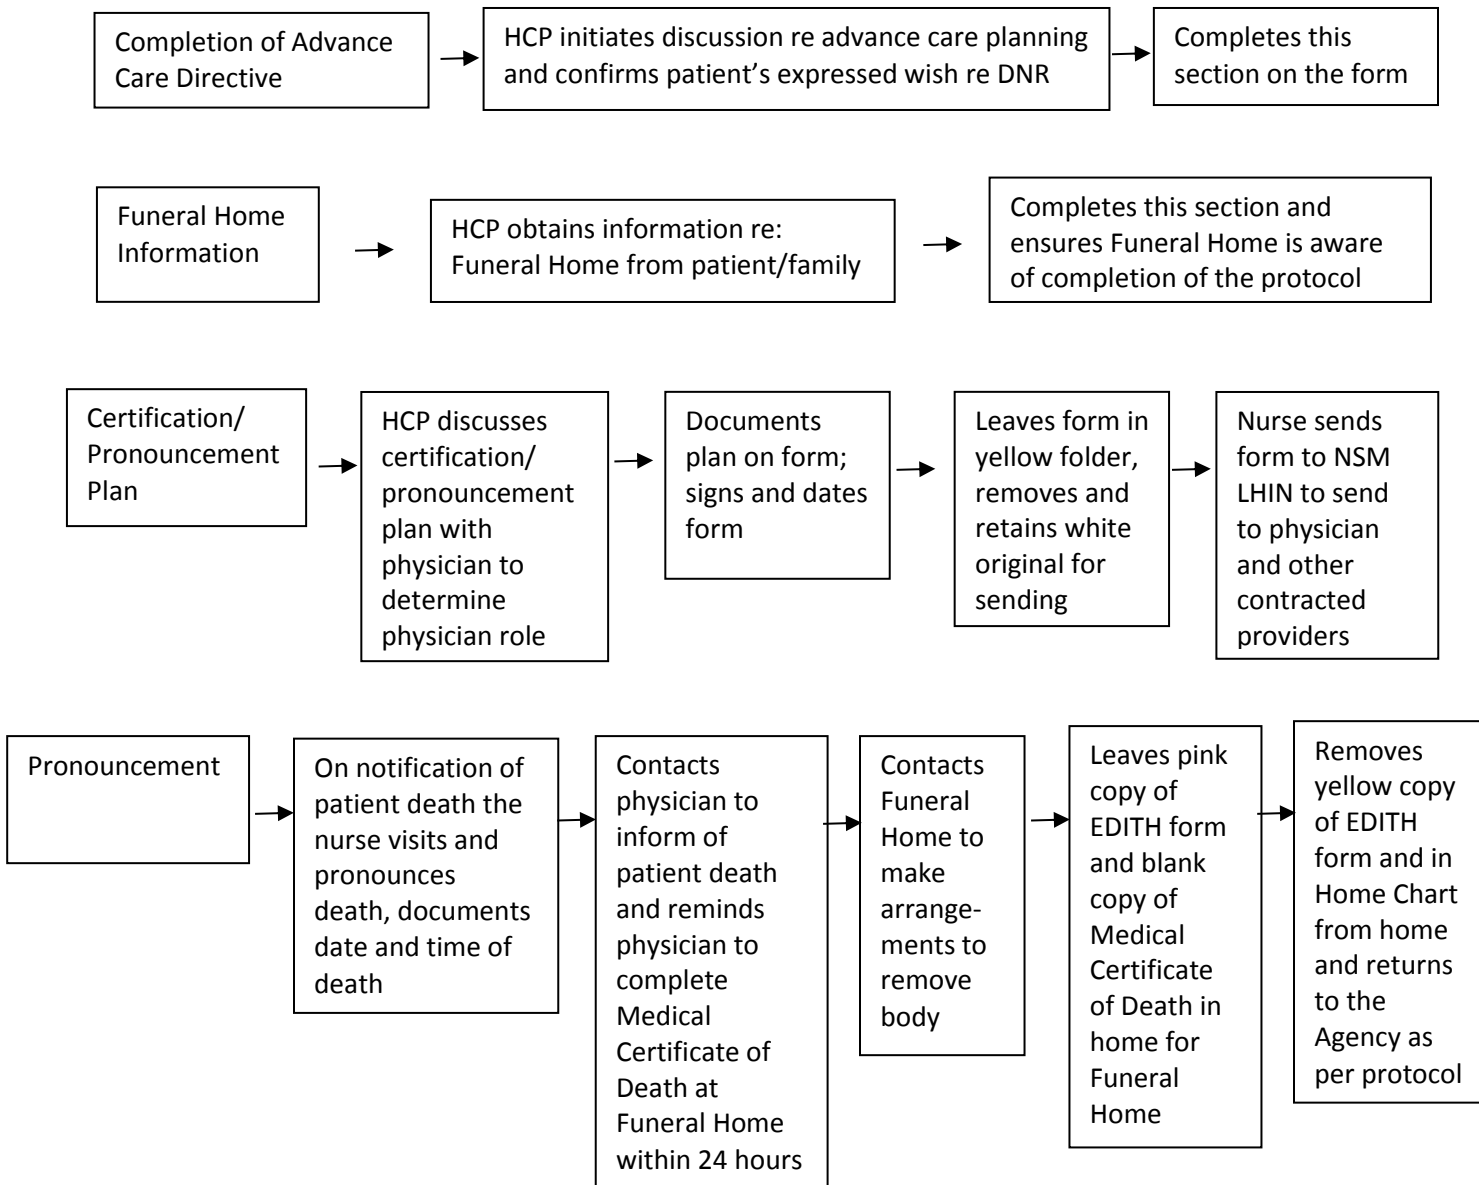 Completion of Advance
Care Directive
HCP initiates discussion re advance care planning
and confirms patient’s expressed wish re DNR
Completes this
section on the form
Funeral Home
Information
HCP obtains information re:
Funeral Home from patient/family
Completes this section and
ensures Funeral Home is aware
of completion of the protocol
Certification/
Pronouncement
Plan
HCP discusses
certification/
pronouncement
plan with
physician to
determine
physician role
Documents
plan on form;
signs and dates
form
Leaves form in
yellow folder,
removes and
retains white
original for
sending
Nurse sends
form to NSM
LHIN to send
to physician
and other
contracted
providers
Pronouncement
On notification of
patient death the
nurse visits and
pronounces
death, documents
date and time of
death
Contacts
physician to
inform of
patient death
and reminds
physician to
complete
Medical
Certificate of
Death at
Funeral Home
within 24 hours
Contacts
Funeral
Home to
make
arrange-
ments to
remove
body
Leaves pink
copy of
EDITH form
and blank
copy of
Medical
Certificate
of Death in
home for
Funeral
Home
Removes
yellow copy
of EDITH
form and in
Home Chart
from home
and returns
to the
Agency as
per protocol